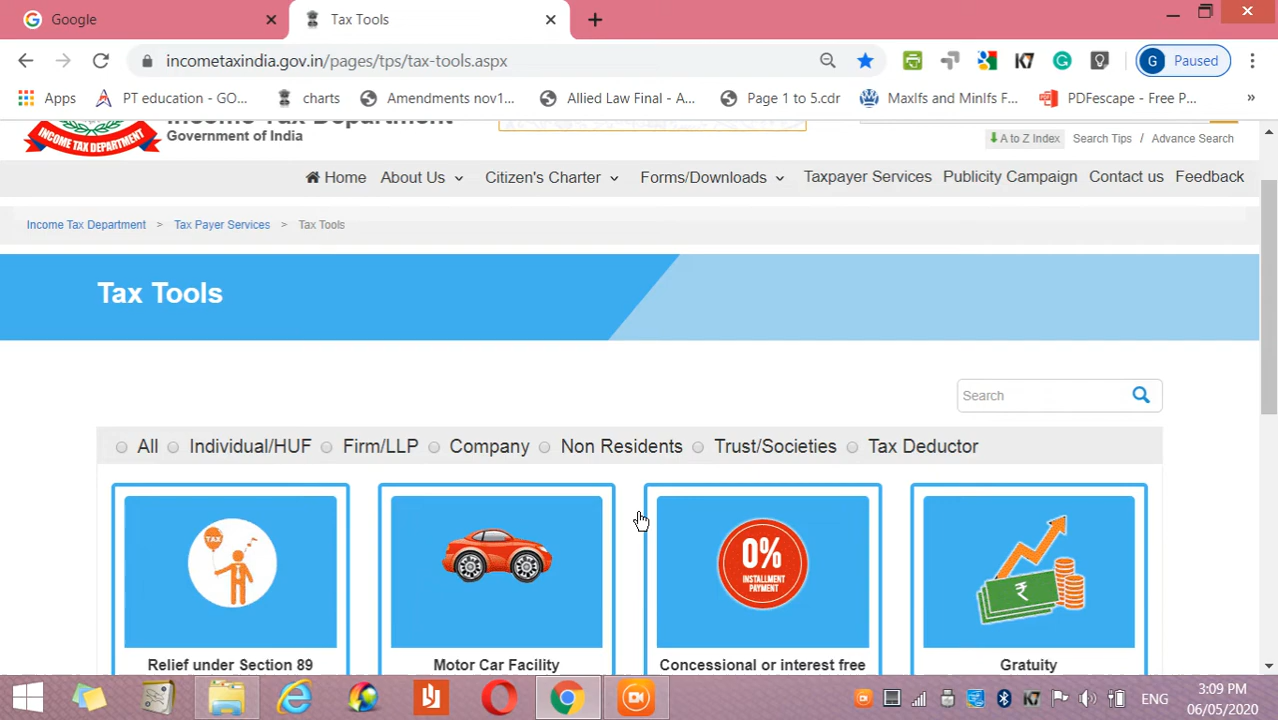 Google
Tax Tools
incometaxindia.gov.in/pages/tps/tax-tools.aspx
G Paused
Apps PT education - GO... charts Amendments nov1... Allied Law Final - A... Page 1 to 5.cdr MaxIfs and MinIfs F... PDFescape - Free P... »
Income Tax Department
Government of India
INCOME TAX DEPARTMENT
A to Z Index Search Tips / Advance Search
Home About Us Citizen's Charter Forms/Downloads Taxpayer Services Publicity Campaign Contact us Feedback
Income Tax Department > Tax Payer Services > Tax Tools
Tax Tools
Search
All Individual/HUF Firm/LLP Company Non Residents Trust/Societies Tax Deductor
TAX
0%
INSTALLMENT
PAYMENT
₹
Relief under Section 89 Motor Car Facility Concessional or interest free Gratuity
ENG
3:09 PM
06/05/2020